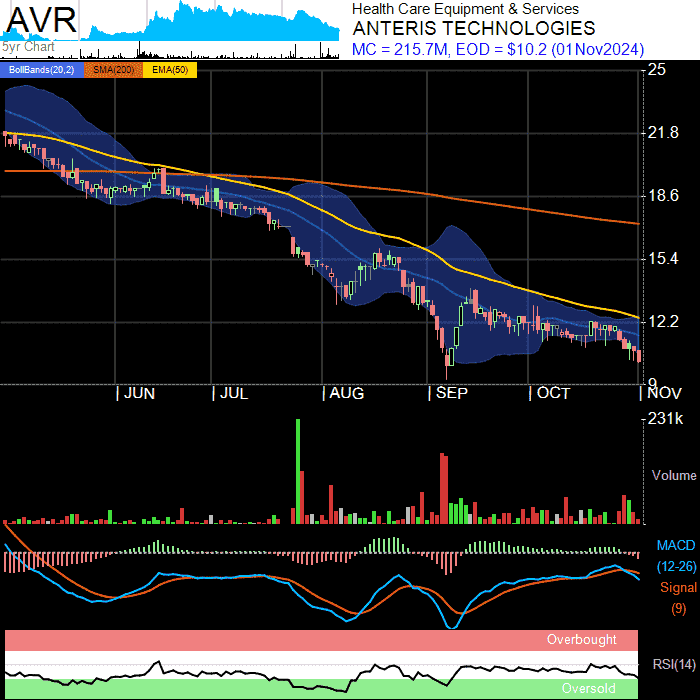 AVR
5yr Chart
Health Care Equipment & Services
ANTERIS TECHNOLOGIES
MC = 215.7M, EOD = $10.2 (01Nov2024)
BollBands(20,2) SMA(200) EMA(50)
25
21.8
18.6
15.4
12.2
9
| JUN | JUL | AUG | SEP | OCT | NOV
231k
Volume
MACD
(12-26)
Signal
(9)
Overbought
RSI(14)
Oversold